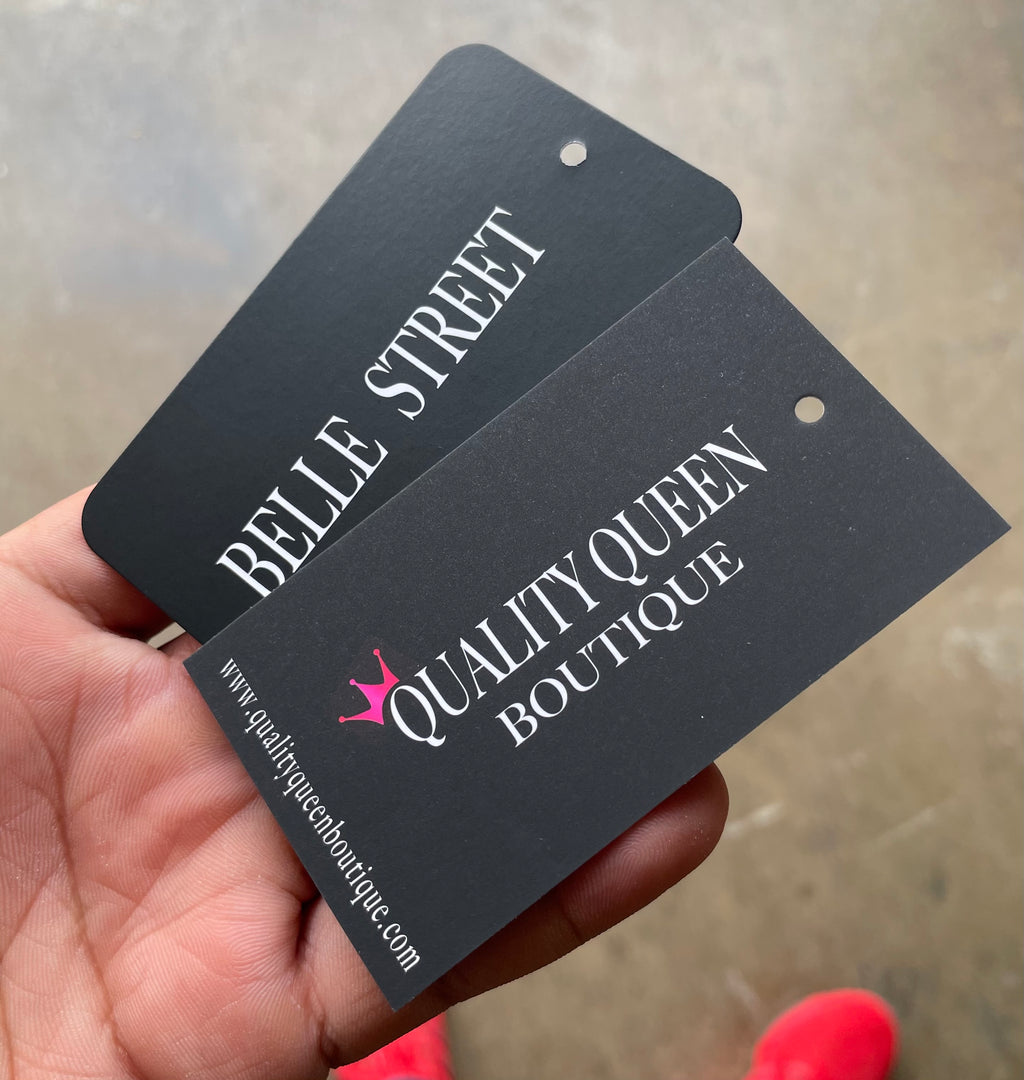 BELLE STREET
QUALITY QUEEN
BOUTIQUE
www.qualityqueenboutique.com